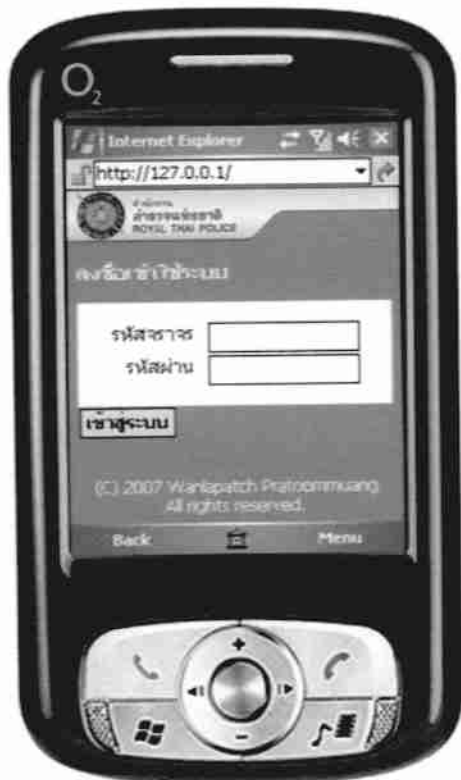 O2
Internet Explorer
http://127.0.0.1/
สำนักงาน
ตำรวจแห่งชาติ
ROYAL THAI POLICE
ลงชื่อเข้าใช้ระบบ
รหัสจราจร
รหัสผ่าน
เข้าสู่ระบบ
(C) 2007 Wanlapatch Pratoommuang
All rights reserved.
Back Menu